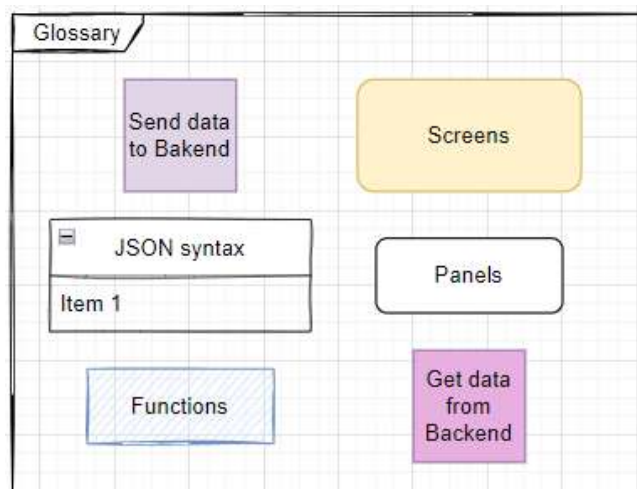 Glossary
Send data
to Bakend
Screens
JSON syntax
Item 1
Panels
Functions
Get data
from
Backend